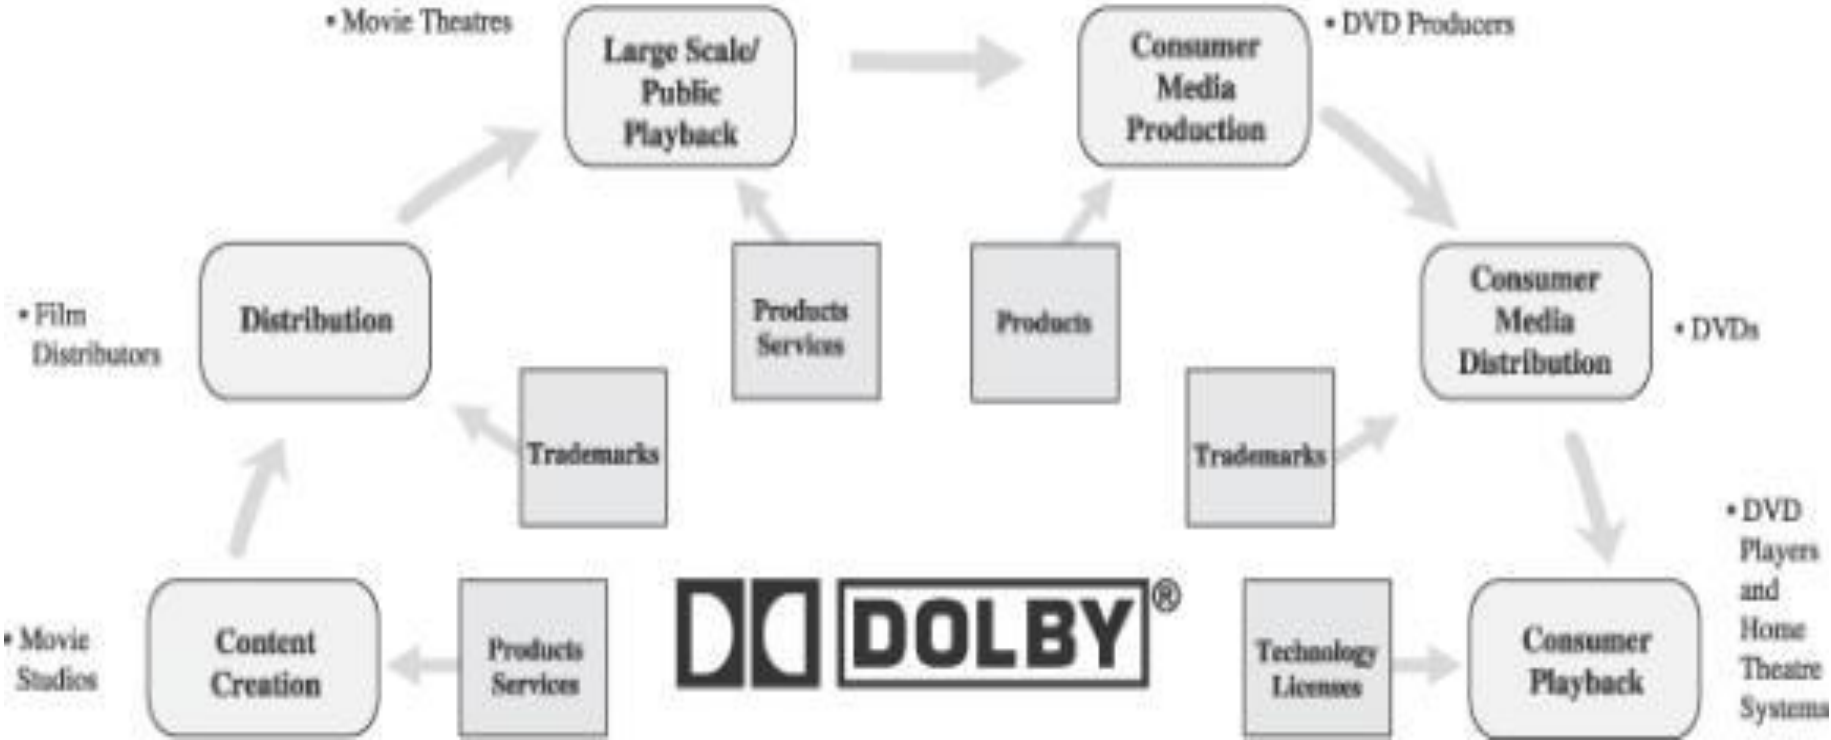 • Movie Theatres
Large Scale/
Public
Playback
Consumer
Media
Production
• DVD Producers
• Film
Distributors
Distribution
Products
Services
Products
Consumer
Media
Distribution
• DVDs
Trademarks
Trademarks
• Movie
Studios
Content
Creation
Products
Services
DOLBY®
Technology
Licenses
Consumer
Playback
• DVD
Players
and
Home
Theatre
Systems